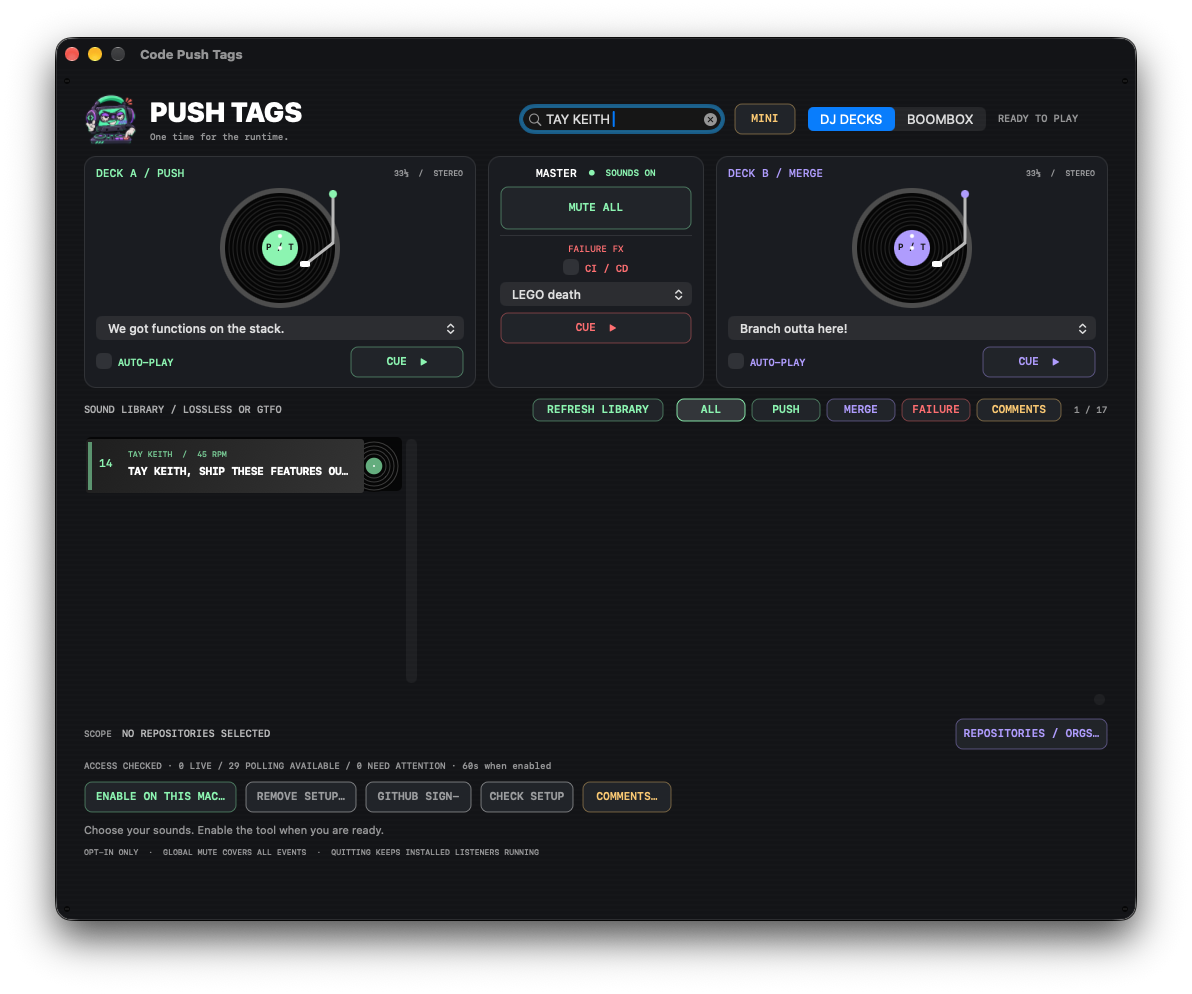 Code Push Tags
PUSH TAGS
One time for the runtime.
TAY KEITH
MINI
DJ DECKS
BOOMBOX
READY TO PLAY
DECK A / PUSH
33⅓ / STEREO
P / T
We got functions on the stack.
AUTO-PLAY
CUE ▶
MASTER ● SOUNDS ON
MUTE ALL
FAILURE FX
CI / CD
LEGO death
CUE ▶
DECK B / MERGE
33⅓ / STEREO
P / T
Branch outta here!
AUTO-PLAY
CUE ▶
SOUND LIBRARY / LOSSLESS OR GTFO
REFRESH LIBRARY
ALL
PUSH
MERGE
FAILURE
COMMENTS
1 / 17
14
TAY KEITH / 45 RPM
TAY KEITH, SHIP THESE FEATURES OU…
SCOPE NO REPOSITORIES SELECTED
REPOSITORIES / ORGS…
ACCESS CHECKED · 0 LIVE / 29 POLLING AVAILABLE / 0 NEED ATTENTION · 60s when enabled
ENABLE ON THIS MAC…
REMOVE SETUP…
GITHUB SIGN-
CHECK SETUP
COMMENTS…
Choose your sounds. Enable the tool when you are ready.
OPT-IN ONLY · GLOBAL MUTE COVERS ALL EVENTS · QUITTING KEEPS INSTALLED LISTENERS RUNNING